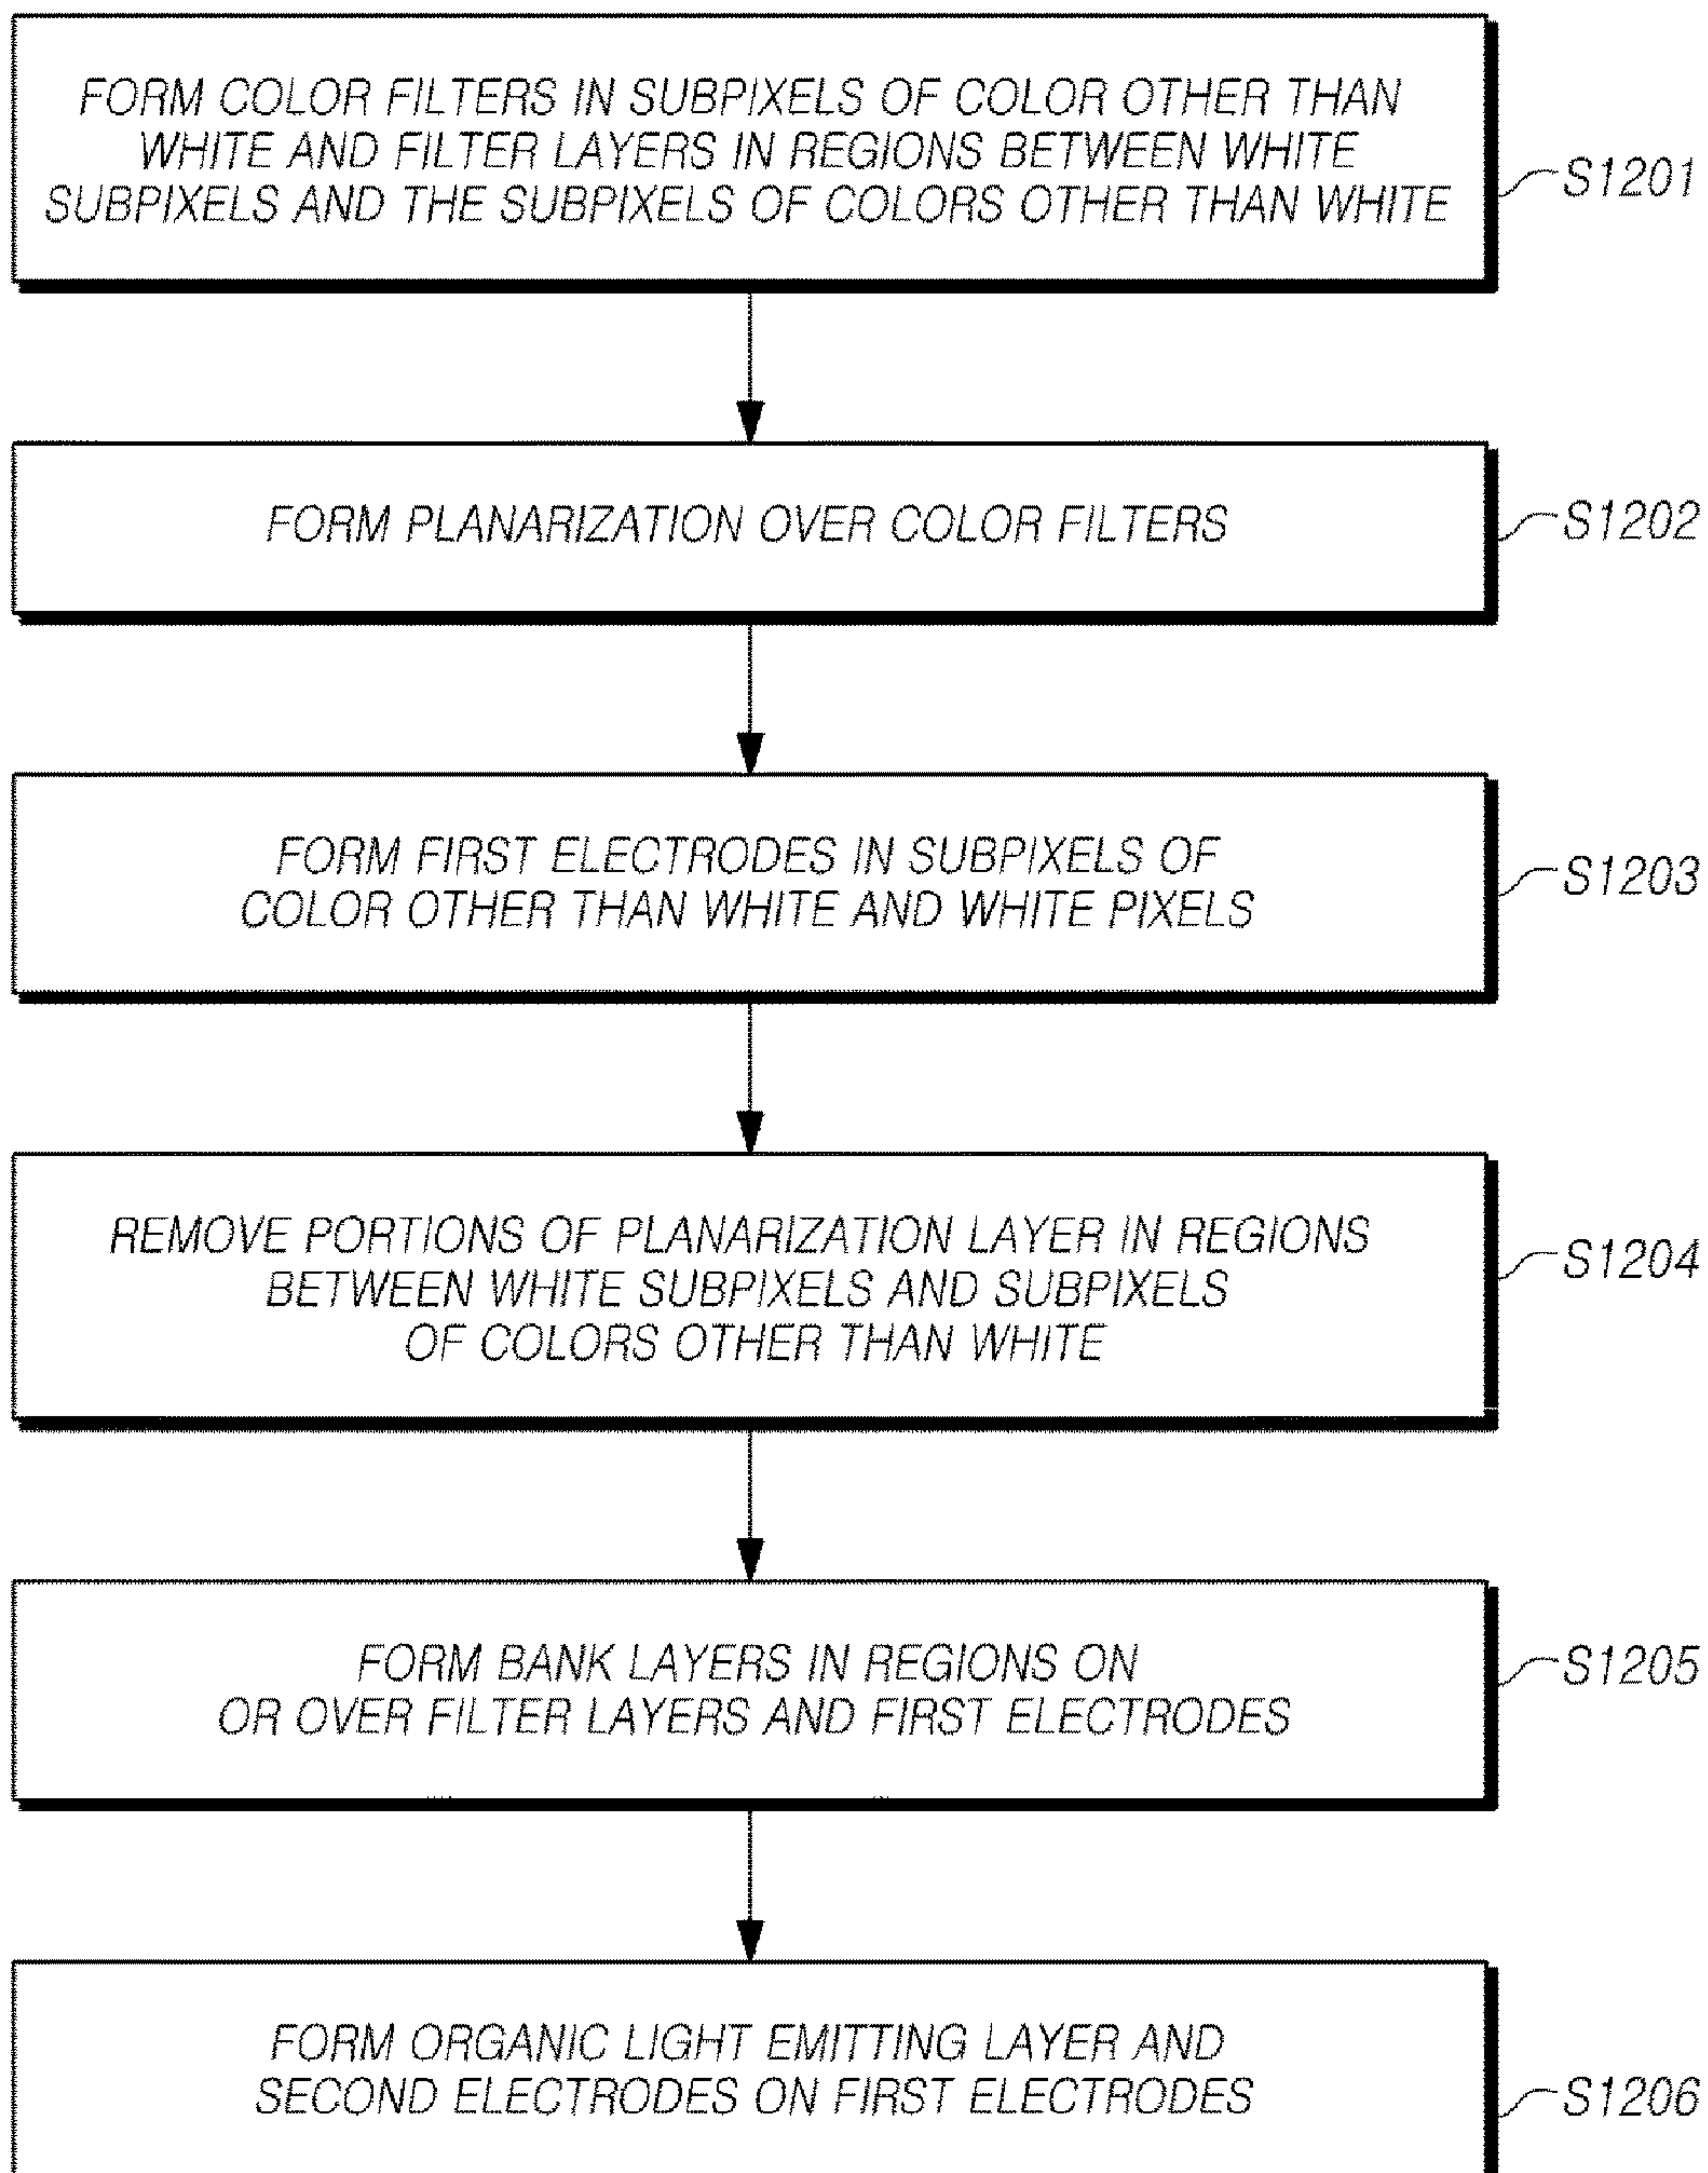 FORM COLOR FILTERS IN SUBPIXELS OF COLOR OTHER THAN
WHITE AND FILTER LAYERS IN REGIONS BETWEEN WHITE
SUBPIXELS AND THE SUBPIXELS OF COLORS OTHER THAN WHITE
S1201
FORM PLANARIZATION OVER COLOR FILTERS
S1202
FORM FIRST ELECTRODES IN SUBPIXELS OF
COLOR OTHER THAN WHITE AND WHITE PIXELS
S1203
REMOVE PORTIONS OF PLANARIZATION LAYER IN REGIONS
BETWEEN WHITE SUBPIXELS AND SUBPIXELS
OF COLORS OTHER THAN WHITE
S1204
FORM BANK LAYERS IN REGIONS ON
OR OVER FILTER LAYERS AND FIRST ELECTRODES
S1205
FORM ORGANIC LIGHT EMITTING LAYER AND
SECOND ELECTRODES ON FIRST ELECTRODES
S1206